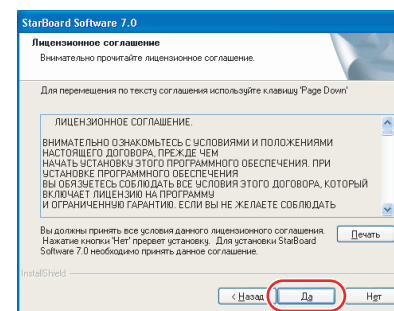 StarBoard Software 7.0
Лицензионное соглашение
Внимательно прочитайте лицензионное соглашение.
Для перемещения по тексту соглашения используйте клавишу 'Page Down'
ЛИЦЕНЗИОННОЕ СОГЛАШЕНИЕ.
ВНИМАТЕЛЬНО ОЗНАКОМЬТЕСЬ С УСЛОВИЯМИ И ПОЛОЖЕНИЯМИ
НАСТОЯЩЕГО ДОГОВОРА, ПРЕЖДЕ ЧЕМ
НАЧАТЬ УСТАНОВКУ ЭТОГО ПРОГРАММНОГО ОБЕСПЕЧЕНИЯ. ПРИ
УСТАНОВКЕ ПРОГРАММНОГО ОБЕСПЕЧЕНИЯ
ВЫ ОБЯЗУЕТЕСЬ СОБЛЮДАТЬ ВСЕ УСЛОВИЯ ЭТОГО ДОГОВОРА, КОТОРЫЙ
ВКЛЮЧАЕТ ЛИЦЕНЗИЮ НА ПРОГРАММУ
И ОГРАНИЧЕННУЮ ГАРАНТИЮ. ЕСЛИ ВЫ НЕ ЖЕЛАЕТЕ СОБЛЮДАТЬ
Вы должны принять все условия данного лицензионного соглашения.
Нажатие кнопки 'Нет' прервет установку. Для установки StarBoard
Software 7.0 необходимо принять данное соглашение.
Печать
InstallShield
< Назад
Да
Нет